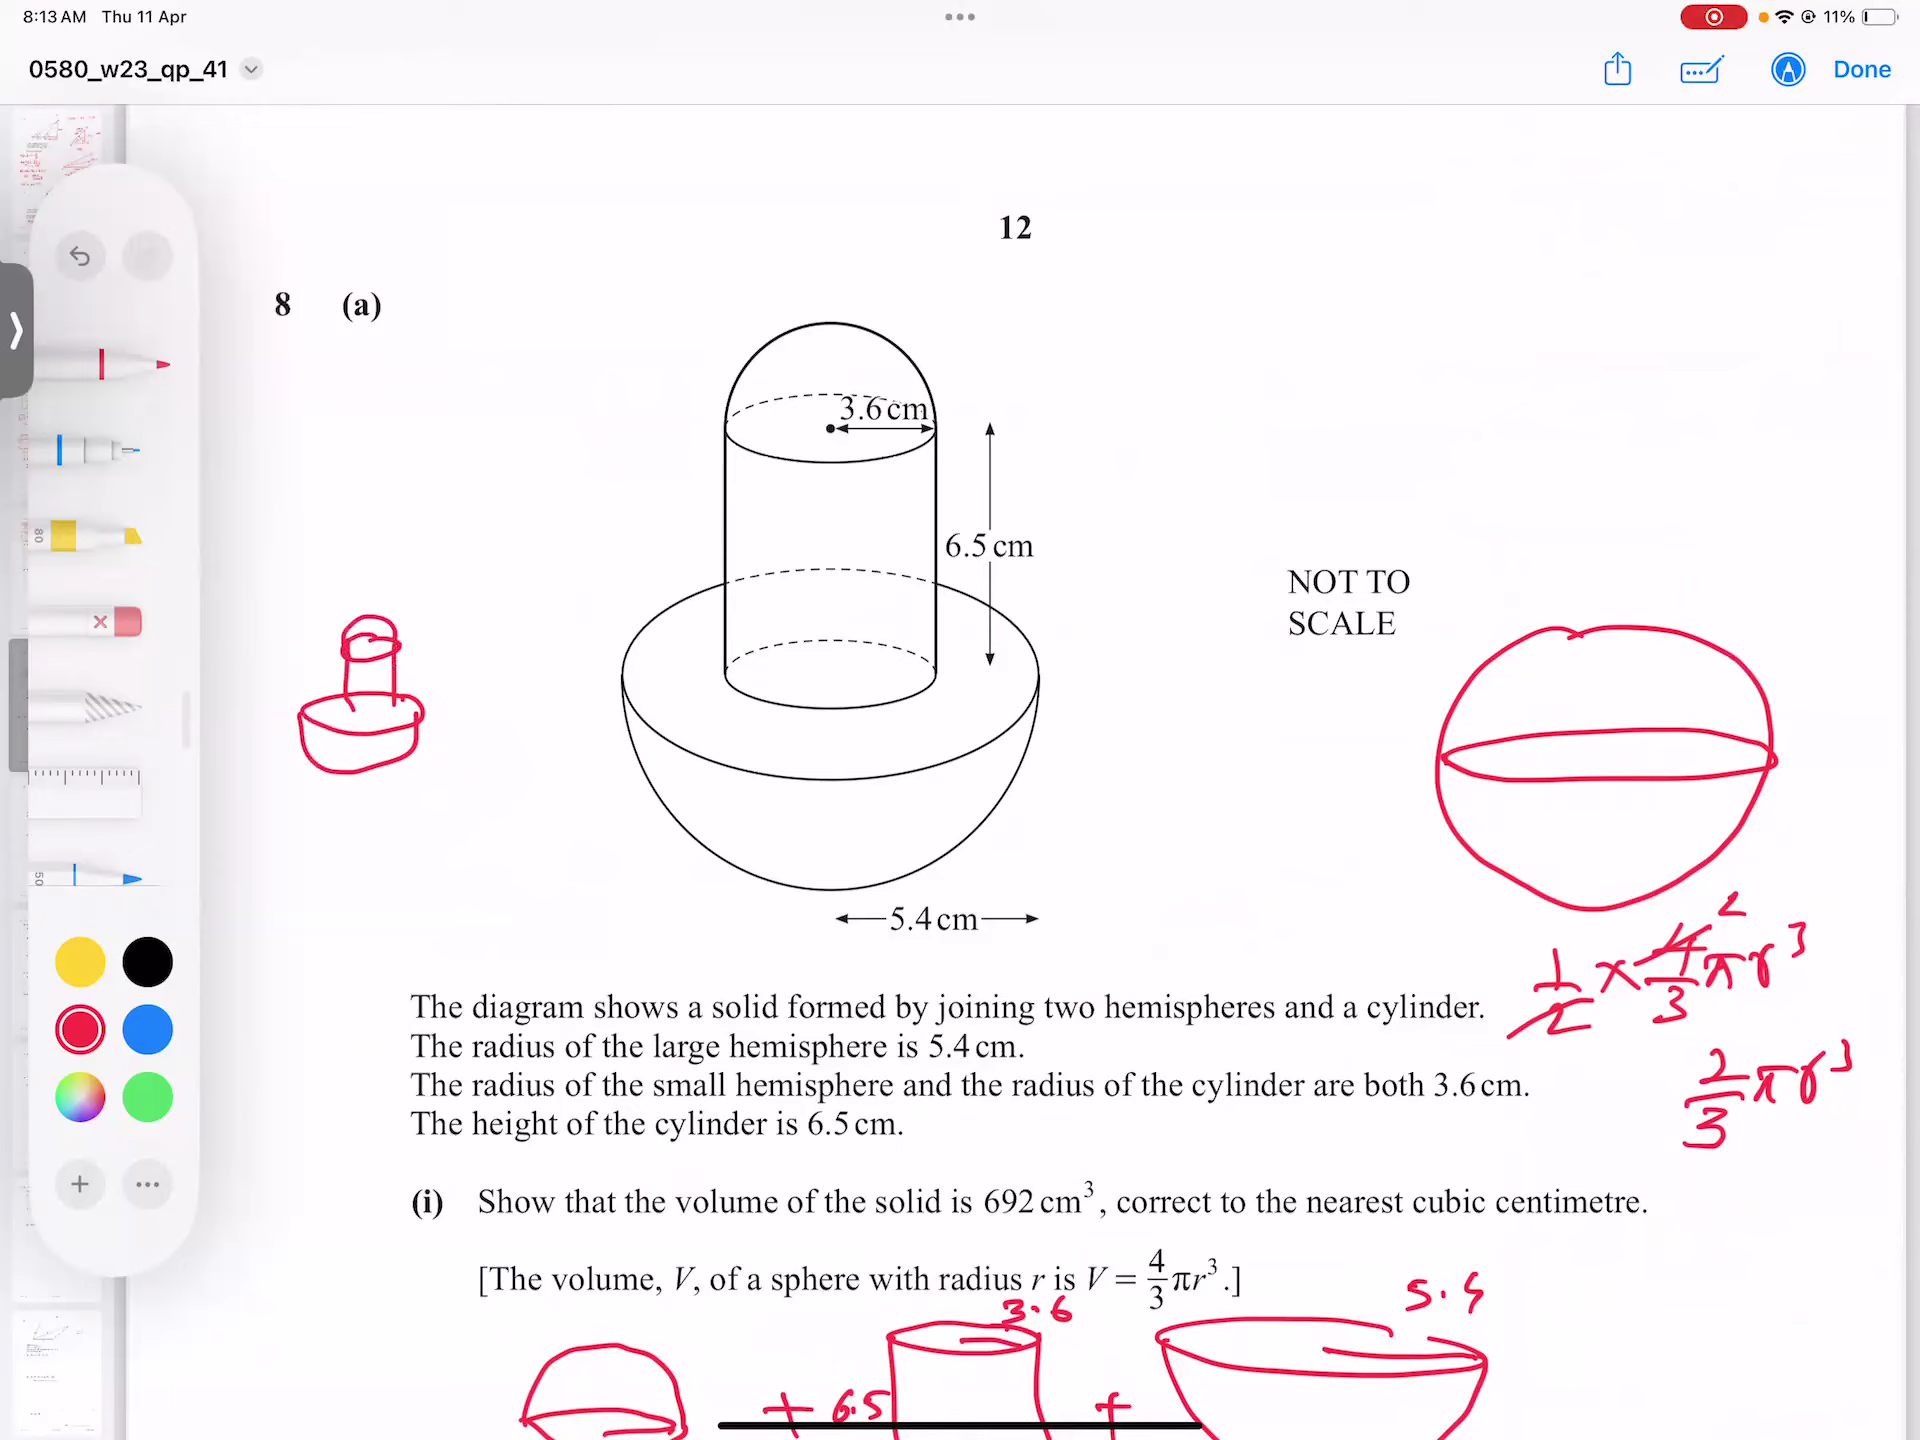 8:13 AM Thu 11 Apr
11%
0580_w23_qp_41
Done
12
8 (a)
3.6 cm
6.5 cm
NOT TO
SCALE
5.4 cm
80
50
1/2 × 4/3 πr³
2
2/3 πr³
The diagram shows a solid formed by joining two hemispheres and a cylinder.
The radius of the large hemisphere is 5.4 cm.
The radius of the small hemisphere and the radius of the cylinder are both 3.6 cm.
The height of the cylinder is 6.5 cm.
(i) Show that the volume of the solid is 692 cm³, correct to the nearest cubic centimetre.
[The volume, V, of a sphere with radius r is V = 4/3 πr³.]
3.6
5.4
+ 6.5 +